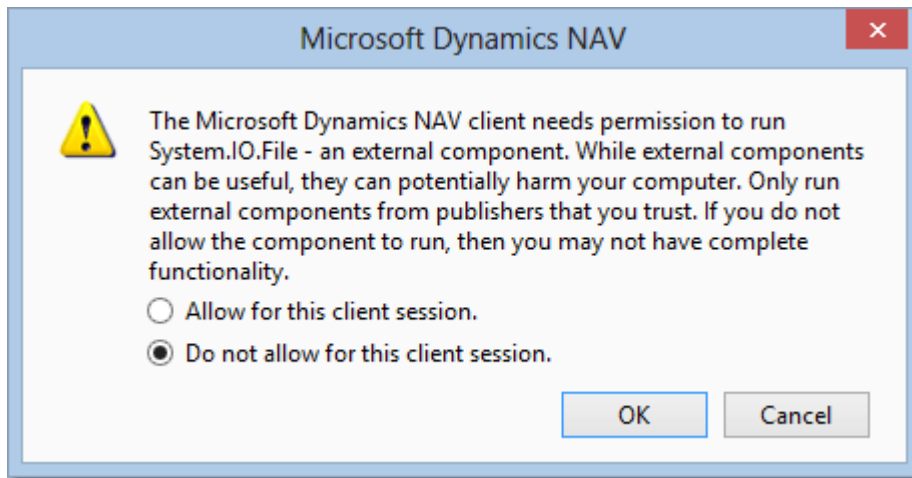 Microsoft Dynamics NAV
The Microsoft Dynamics NAV client needs permission to run
System.IO.File - an external component. While external components
can be useful, they can potentially harm your computer. Only run
external components from publishers that you trust. If you do not
allow the component to run, then you may not have complete
functionality.
Allow for this client session.
Do not allow for this client session.
OK Cancel